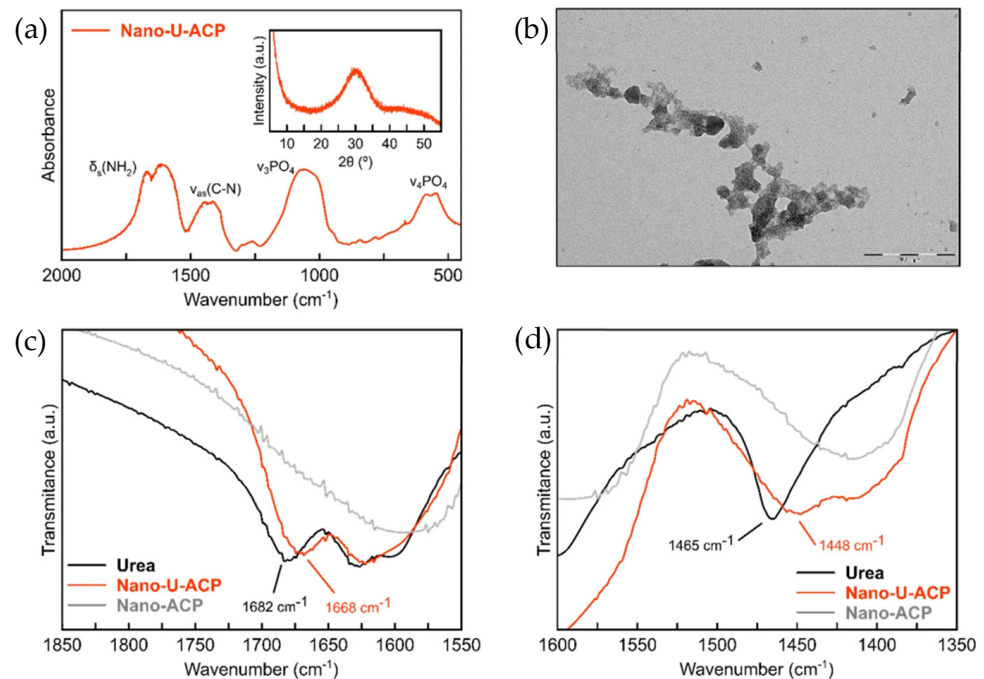 (a)
Nano-U-ACP
Absorbance
δs(NH2)
νas(C-N)
ν3PO4
ν4PO4
2000 1500 1000 500
Wavenumber (cm-1)
Intensity (a.u.)
10 20 30 40 50
2θ (°)
(b)
(c)
Transmitance (a.u.)
Urea
Nano-U-ACP
Nano-ACP
1682 cm-1
1668 cm-1
1850 1800 1750 1700 1650 1600 1550
Wavenumber (cm-1)
(d)
Transmitance (a.u.)
1465 cm-1
1448 cm-1
Urea
Nano-U-ACP
Nano-ACP
1600 1550 1500 1450 1400 1350
Wavenumber (cm-1)